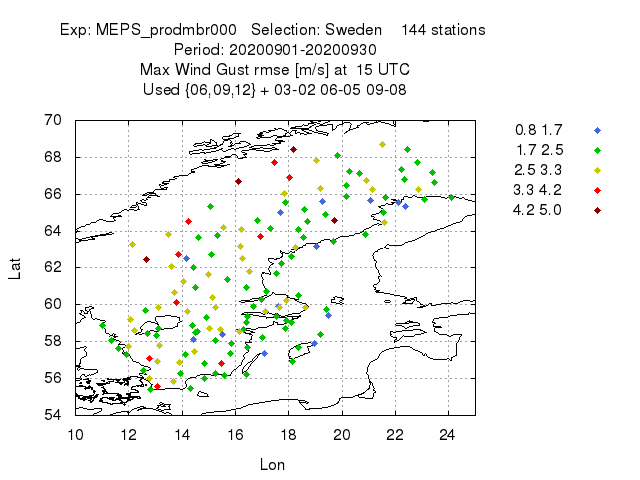 Exp: MEPS_prodmbr000 Selection: Sweden 144 stations
Period: 20200901-20200930
Max Wind Gust rmse [m/s] at 15 UTC
Used {06,09,12} + 03-02 06-05 09-08
70
68
66
64
62
60
58
56
54
Lat
10 12 14 16 18 20 22 24
Lon
0.8 1.7
1.7 2.5
2.5 3.3
3.3 4.2
4.2 5.0